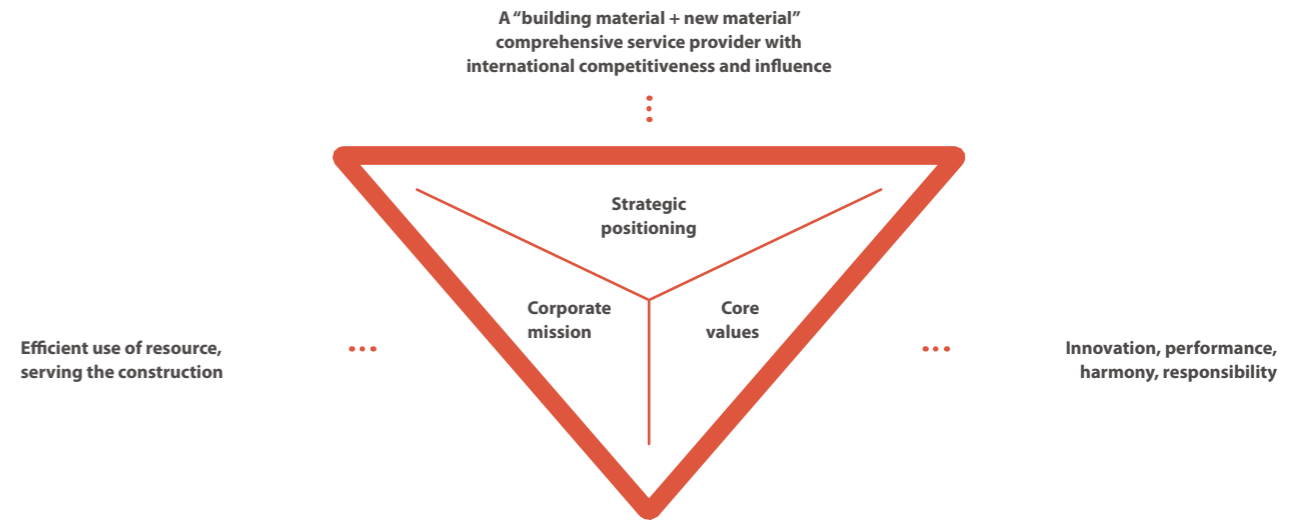 A “building material + new material”
comprehensive service provider with
international competitiveness and influence
Strategic
positioning
Corporate
mission
Core
values
Efficient use of resource,
serving the construction
Innovation, performance,
harmony, responsibility